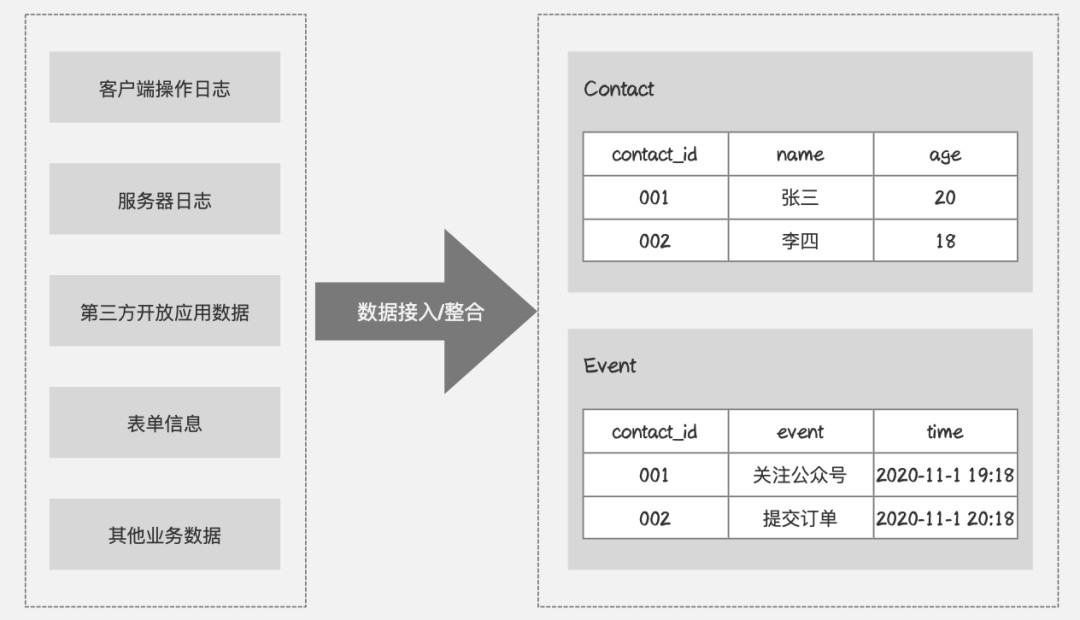 客户端操作日志
服务器日志
第三方开放应用数据
表单信息
其他业务数据
数据接入/整合
Contact
contact_id name age
001 张三 20
002 李四 18
Event
contact_id event time
001 关注公众号 2020-11-1 19:18
002 提交订单 2020-11-1 20:18